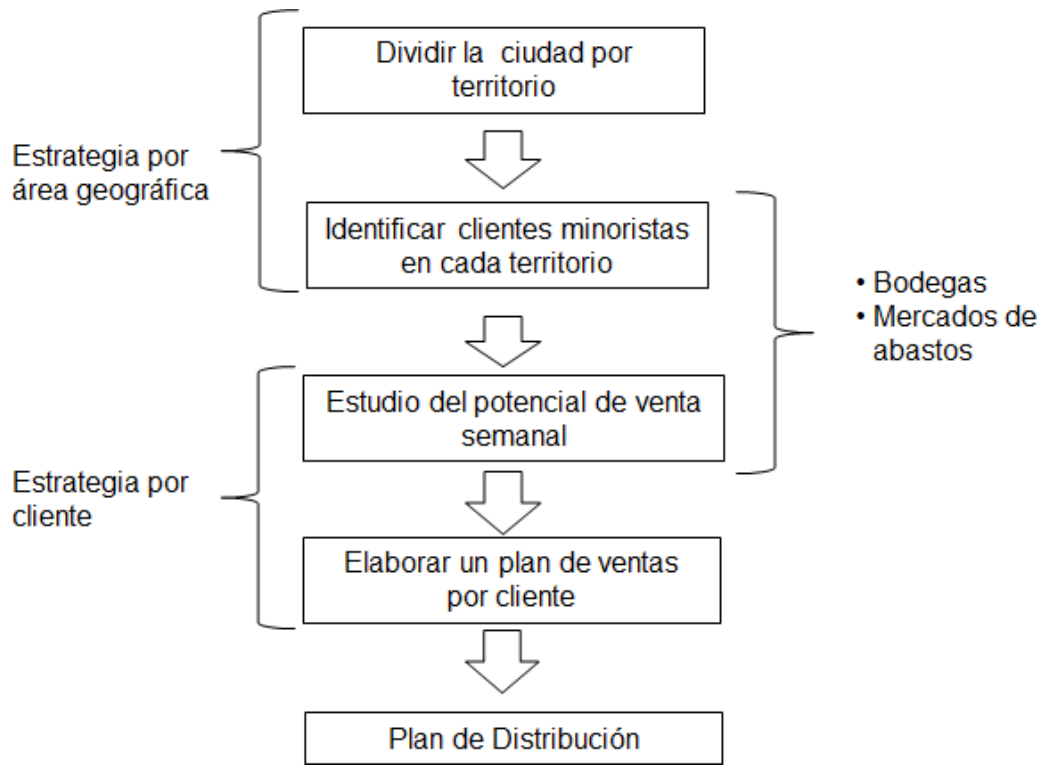 Dividir la ciudad por
territorio
Estrategia por
área geográfica
Identificar clientes minoristas
en cada territorio
• Bodegas
• Mercados de
abastos
Estudio del potencial de venta
semanal
Estrategia por
cliente
Elaborar un plan de ventas
por cliente
Plan de Distribución